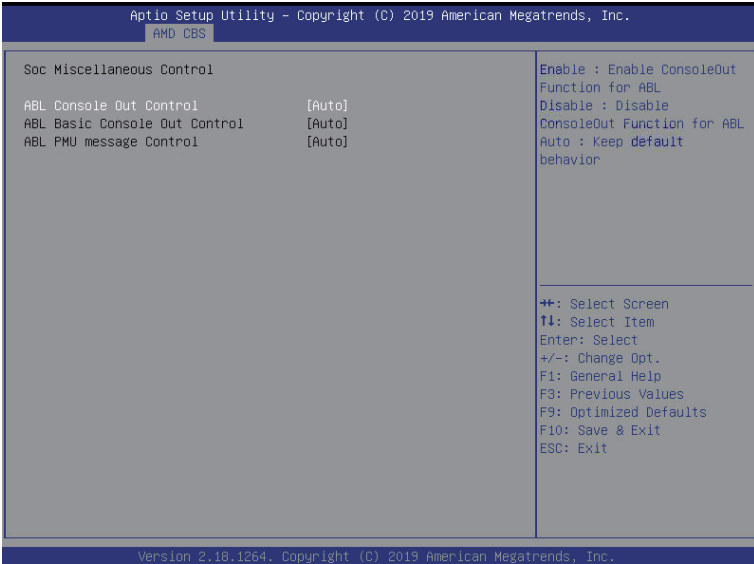 Aptio Setup Utility – Copyright (C) 2019 American Megatrends, Inc.
AMD CBS
Soc Miscellaneous Control
ABL Console Out Control [Auto]
ABL Basic Console Out Control [Auto]
ABL PMU message Control [Auto]
Enable : Enable ConsoleOut
Function for ABL
Disable : Disable
ConsoleOut Function for ABL
Auto : Keep default
behavior
→←: Select Screen
↑↓: Select Item
Enter: Select
+/-: Change Opt.
F1: General Help
F3: Previous Values
F9: Optimized Defaults
F10: Save & Exit
ESC: Exit
Version 2.18.1264. Copyright (C) 2019 American Megatrends, Inc.